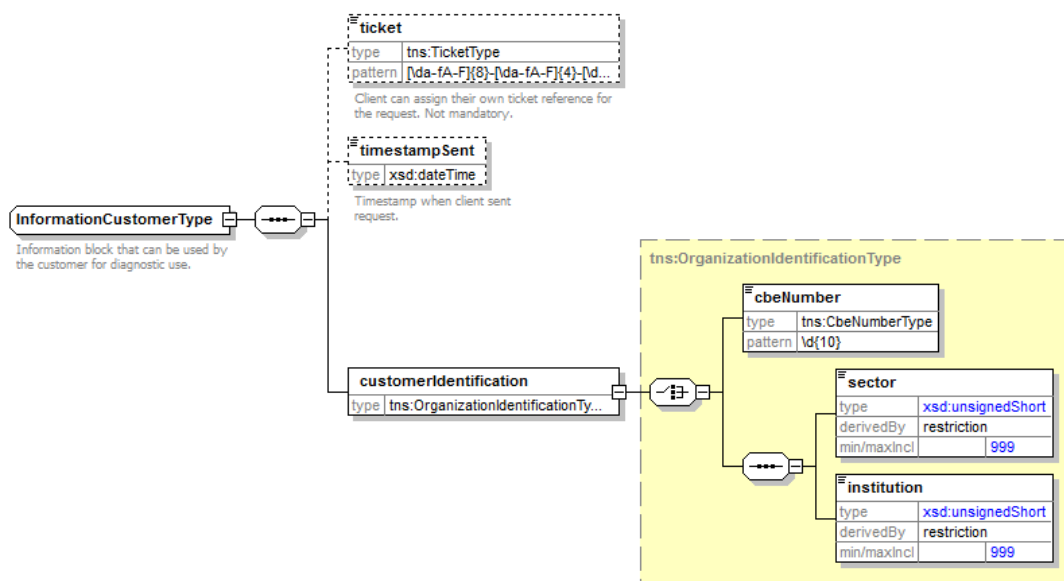 ticket
type tns:TicketType
pattern [\da-fA-F]{8}-[\da-fA-F]{4}-[\d...
Client can assign their own ticket reference for
the request. Not mandatory.
timestampSent
type xsd:dateTime
Timestamp when client sent
request.
InformationCustomerType
Information block that can be used by
the customer for diagnostic use.
tns:OrganizationIdentificationType
cbeNumber
type tns:CbeNumberType
pattern \d{10}
customerIdentification
type tns:OrganizationIdentificationTy...
sector
type xsd:unsignedShort
derivedBy restriction
min/maxIncl 999
institution
type xsd:unsignedShort
derivedBy restriction
min/maxIncl 999